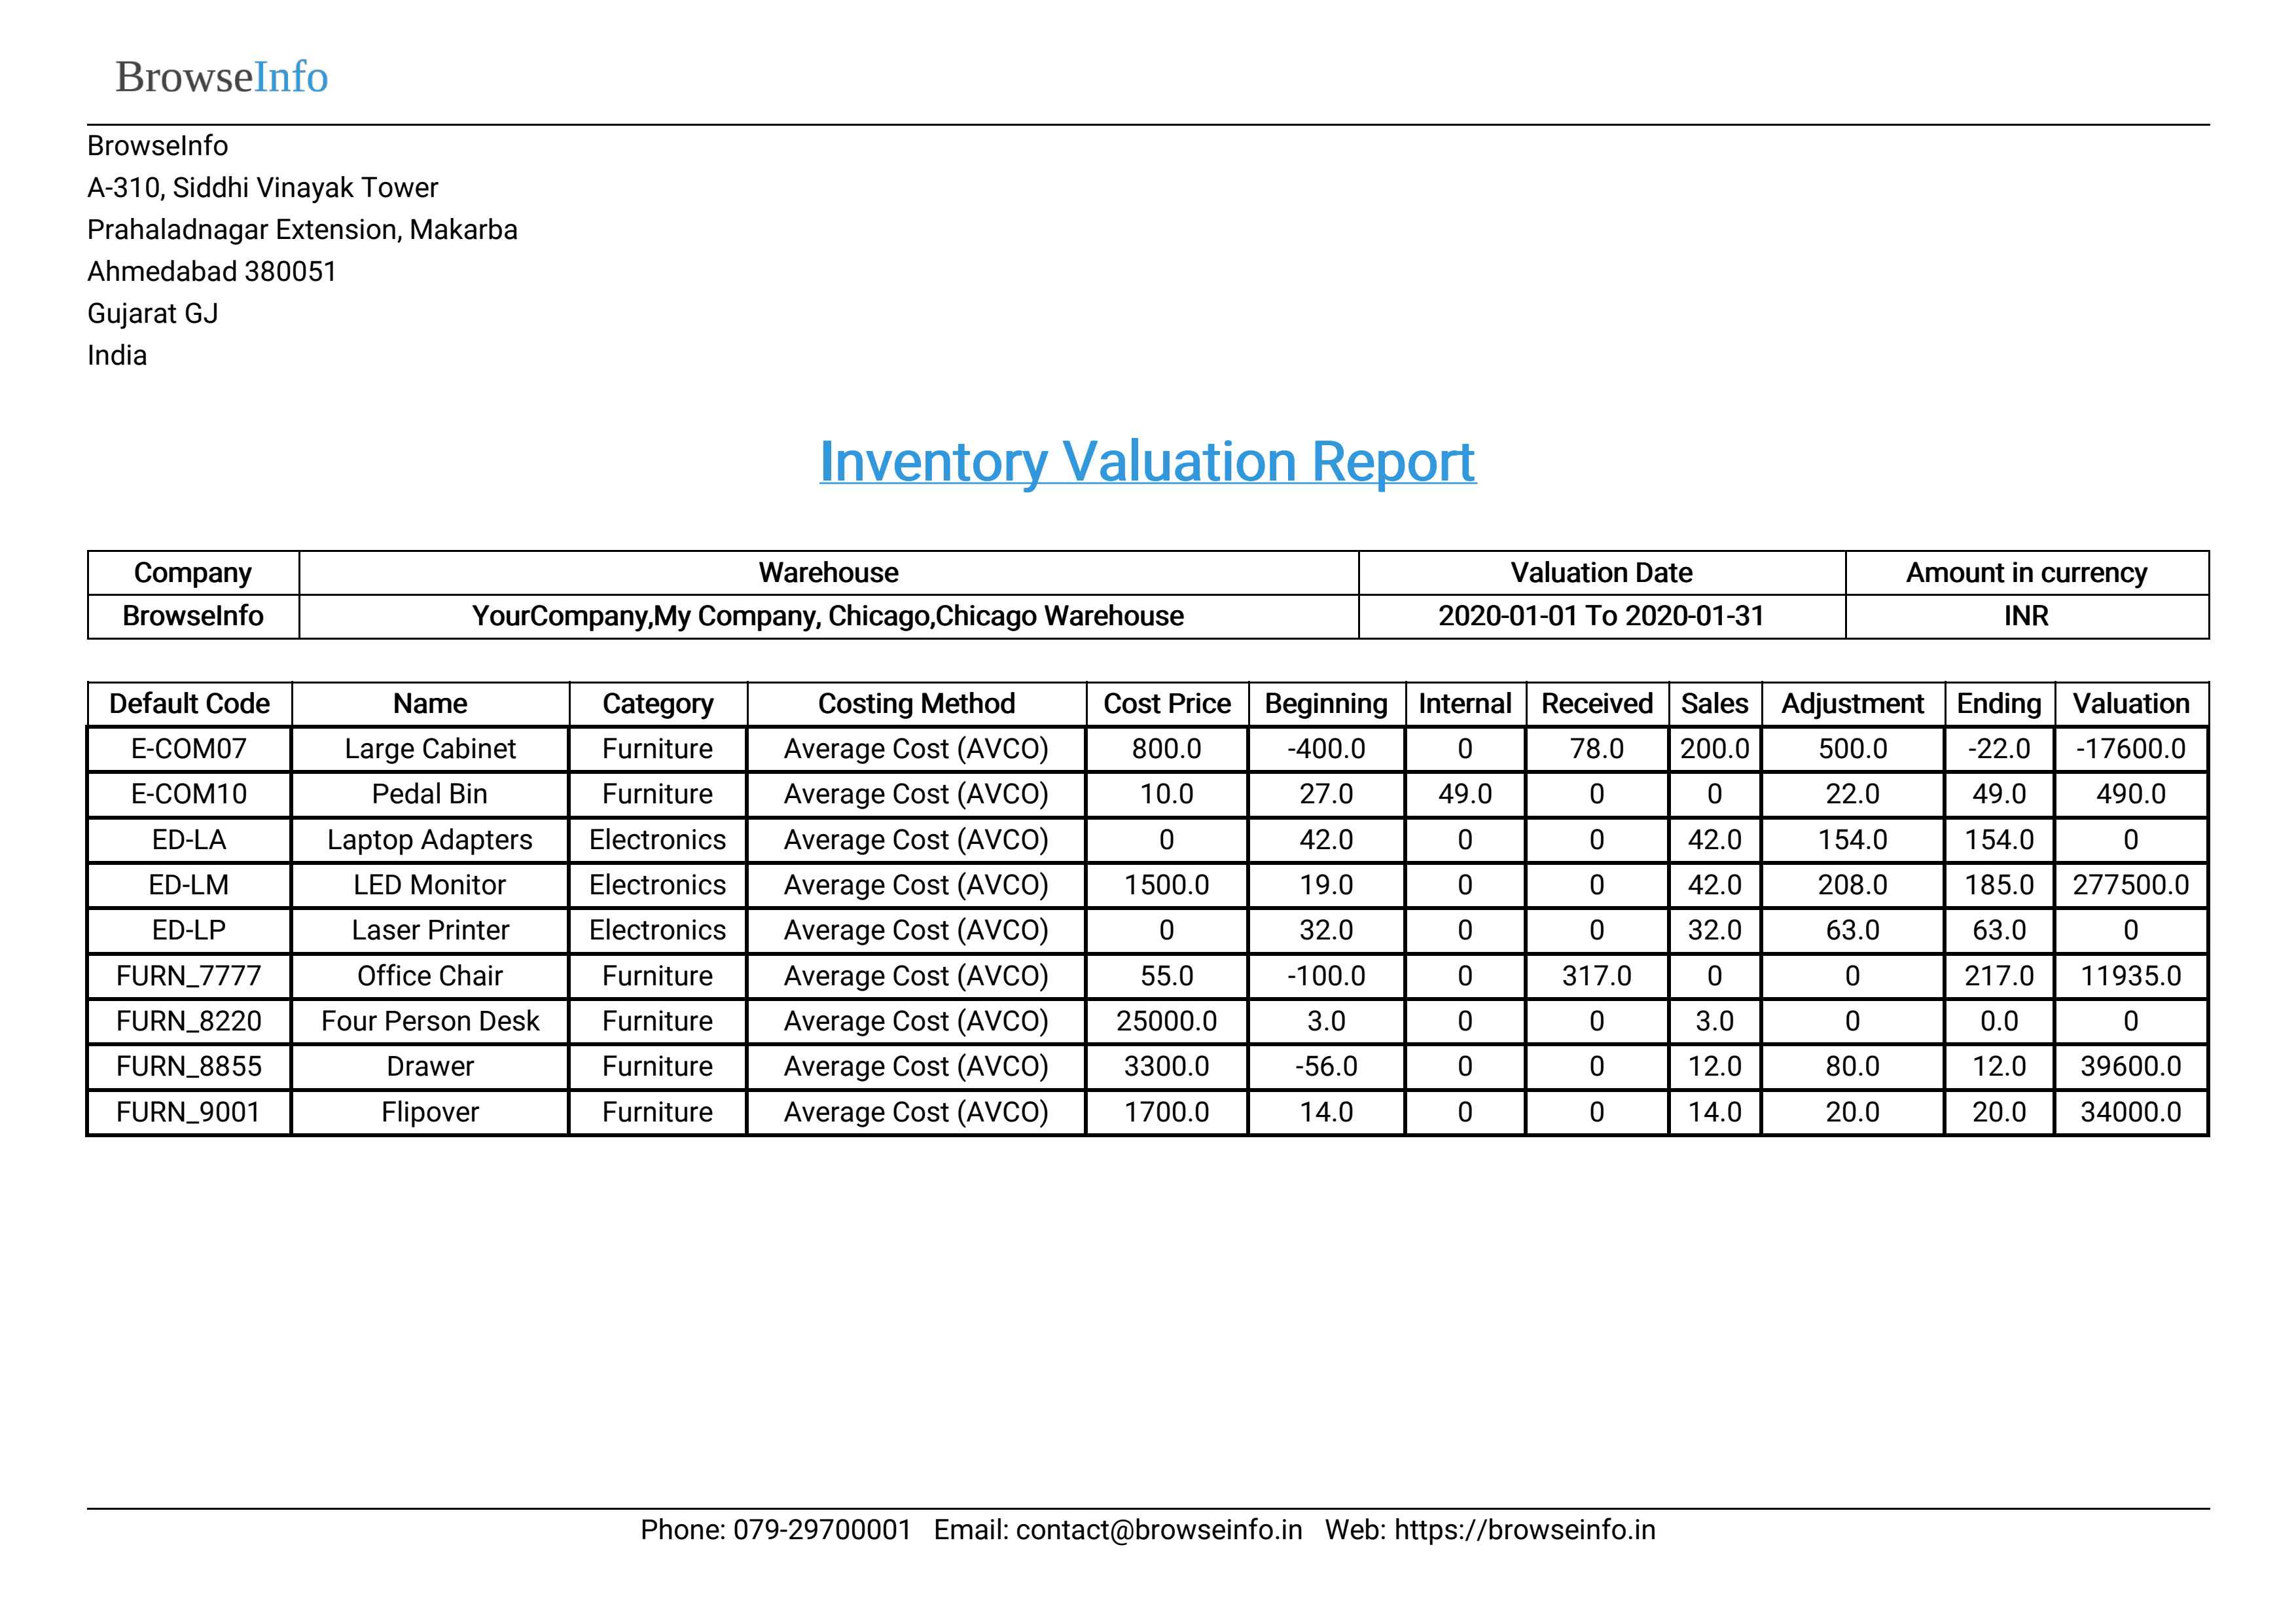 BrowseInfo
BrowseInfo
A-310, Siddhi Vinayak Tower
Prahaladnagar Extension, Makarba
Ahmedabad 380051
Gujarat GJ
India
Inventory Valuation Report
Company Warehouse Valuation Date Amount in currency
BrowseInfo YourCompany,My Company, Chicago,Chicago Warehouse 2020-01-01 To 2020-01-31 INR
Default Code Name Category Costing Method Cost Price Beginning Internal Received Sales Adjustment Ending Valuation
E-COM07 Large Cabinet Furniture Average Cost (AVCO) 800.0 -400.0 0 78.0 200.0 500.0 -22.0 -17600.0
E-COM10 Pedal Bin Furniture Average Cost (AVCO) 10.0 27.0 49.0 0 0 22.0 49.0 490.0
ED-LA Laptop Adapters Electronics Average Cost (AVCO) 0 42.0 0 0 42.0 154.0 154.0 0
ED-LM LED Monitor Electronics Average Cost (AVCO) 1500.0 19.0 0 0 42.0 208.0 185.0 277500.0
ED-LP Laser Printer Electronics Average Cost (AVCO) 0 32.0 0 0 32.0 63.0 63.0 0
FURN_7777 Office Chair Furniture Average Cost (AVCO) 55.0 -100.0 0 317.0 0 0 217.0 11935.0
FURN_8220 Four Person Desk Furniture Average Cost (AVCO) 25000.0 3.0 0 0 3.0 0 0.0 0
FURN_8855 Drawer Furniture Average Cost (AVCO) 3300.0 -56.0 0 0 12.0 80.0 12.0 39600.0
FURN_9001 Flipover Furniture Average Cost (AVCO) 1700.0 14.0 0 0 14.0 20.0 20.0 34000.0
Phone: 079-29700001 Email: contact@browseinfo.in Web: https://browseinfo.in